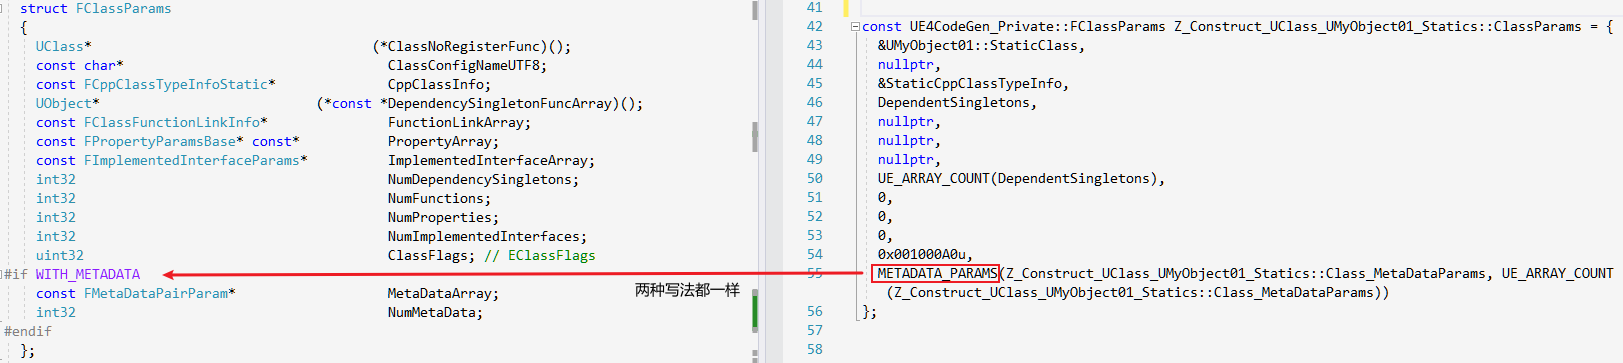 struct FClassParams
{
UClass* (*ClassNoRegisterFunc)();
const char* ClassConfigNameUTF8;
const FCppClassTypeInfoStatic* CppClassInfo;
UObject* (*const *DependencySingletonFuncArray)();
const FClassFunctionLinkInfo* FunctionLinkArray;
const FPropertyParamsBase* const* PropertyArray;
const FImplementedInterfaceParams* ImplementedInterfaceArray;
int32 NumDependencySingletons;
int32 NumFunctions;
int32 NumProperties;
int32 NumImplementedInterfaces;
uint32 ClassFlags; // EClassFlags
#if WITH_METADATA
const FMetaDataPairParam* MetaDataArray;
int32 NumMetaData;
#endif
};
两种写法都一样
41
42 const UE4CodeGen_Private::FClassParams Z_Construct_UClass_UMyObject01_Statics::ClassParams = {
43 &UMyObject01::StaticClass,
44 nullptr,
45 &StaticCppClassTypeInfo,
46 DependentSingletons,
47 nullptr,
48 nullptr,
49 nullptr,
50 UE_ARRAY_COUNT(DependentSingletons),
51 0,
52 0,
53 0,
54 0x001000A0u,
55 METADATA_PARAMS(Z_Construct_UClass_UMyObject01_Statics::Class_MetaDataParams, UE_ARRAY_COUNT
(Z_Construct_UClass_UMyObject01_Statics::Class_MetaDataParams))
56 };
57
58